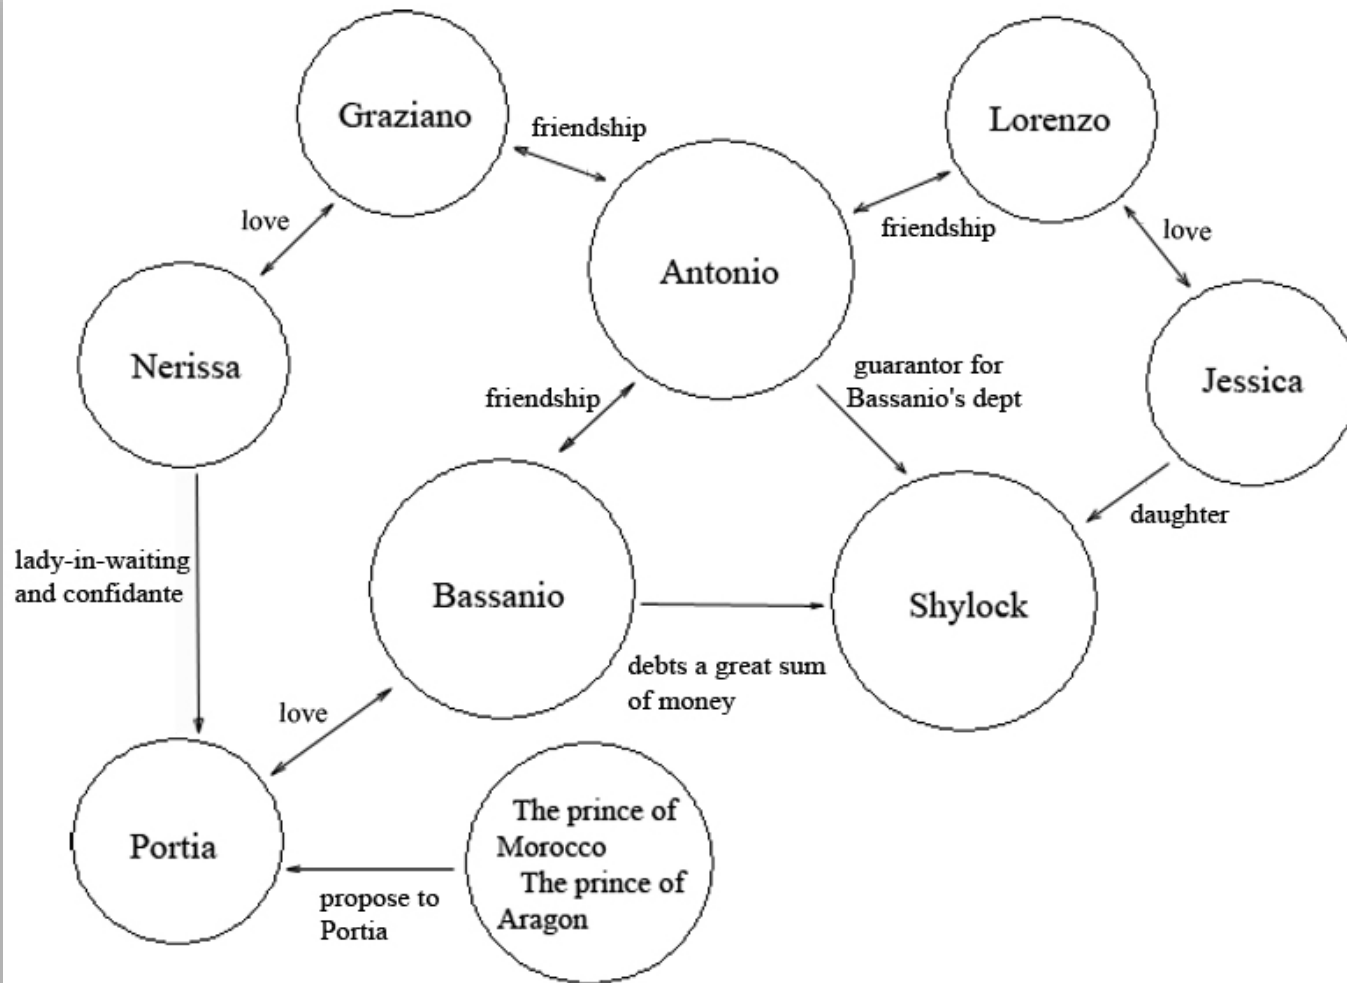 Graziano
friendship
Lorenzo
love
friendship
love
Antonio
Nerissa
guarantor for
Bassanio's dept
Jessica
friendship
daughter
lady-in-waiting
and confidante
Bassanio
Shylock
debts a great sum
of money
love
Portia
The prince of
Morocco
The prince of
Aragon
propose to
Portia